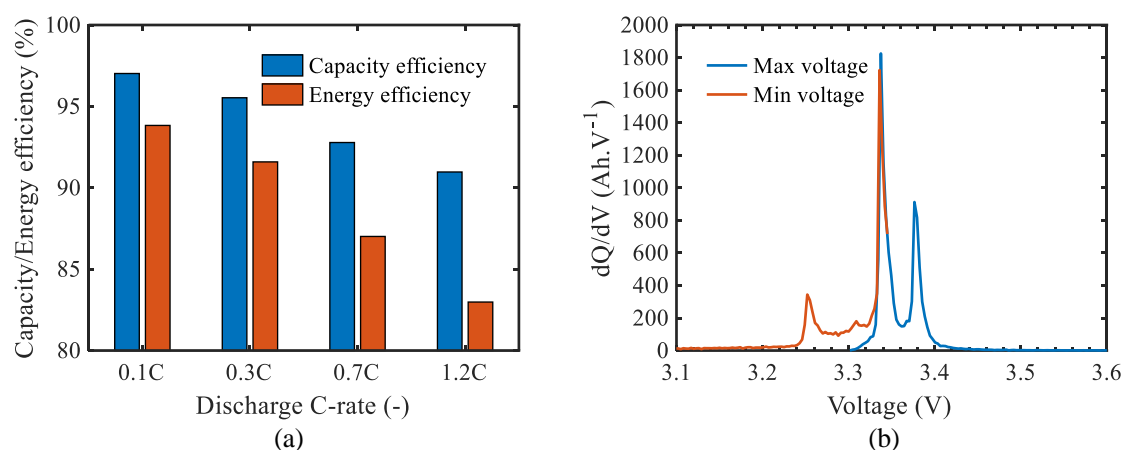 Capacity/Energy efficiency (%)
100
95
90
85
80
Capacity efficiency
Energy efficiency
0.1C 0.3C 0.7C 1.2C
Discharge C-rate (-)
(a)
dQ/dV (Ah.V-1)
2000
1800
1600
1400
1200
1000
800
600
400
200
0
Max voltage
Min voltage
3.1 3.2 3.3 3.4 3.5 3.6
Voltage (V)
(b)